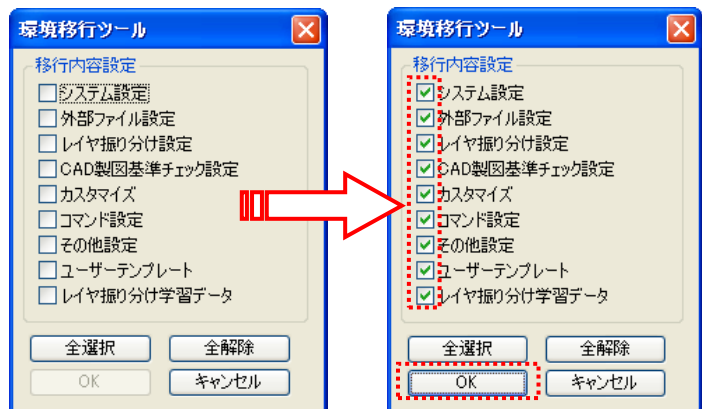 環境移行ツール
移行内容設定
システム設定
外部ファイル設定
レイヤ振り分け設定
CAD製図基準チェック設定
カスタマイズ
コマンド設定
その他設定
ユーザーテンプレート
レイヤ振り分け学習データ
全選択 全解除
OK キャンセル
環境移行ツール
移行内容設定
システム設定
外部ファイル設定
レイヤ振り分け設定
CAD製図基準チェック設定
カスタマイズ
コマンド設定
その他設定
ユーザーテンプレート
レイヤ振り分け学習データ
全選択 全解除
OK キャンセル